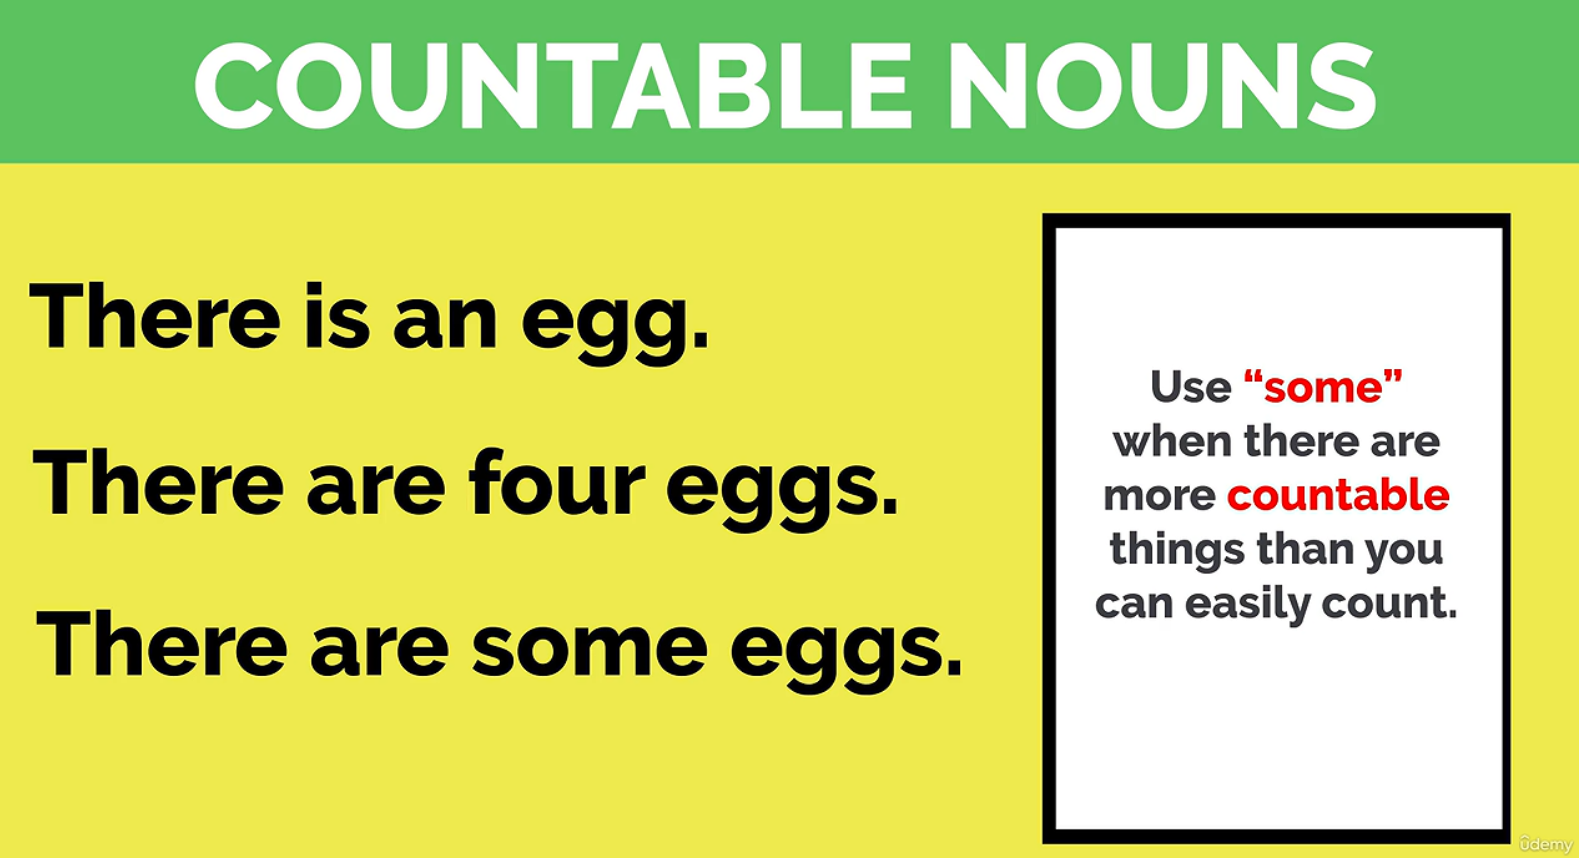 COUNTABLE NOUNS
There is an egg.
There are four eggs.
There are some eggs.
Use “some”
when there are
more countable
things than you
can easily count.
ûdemy